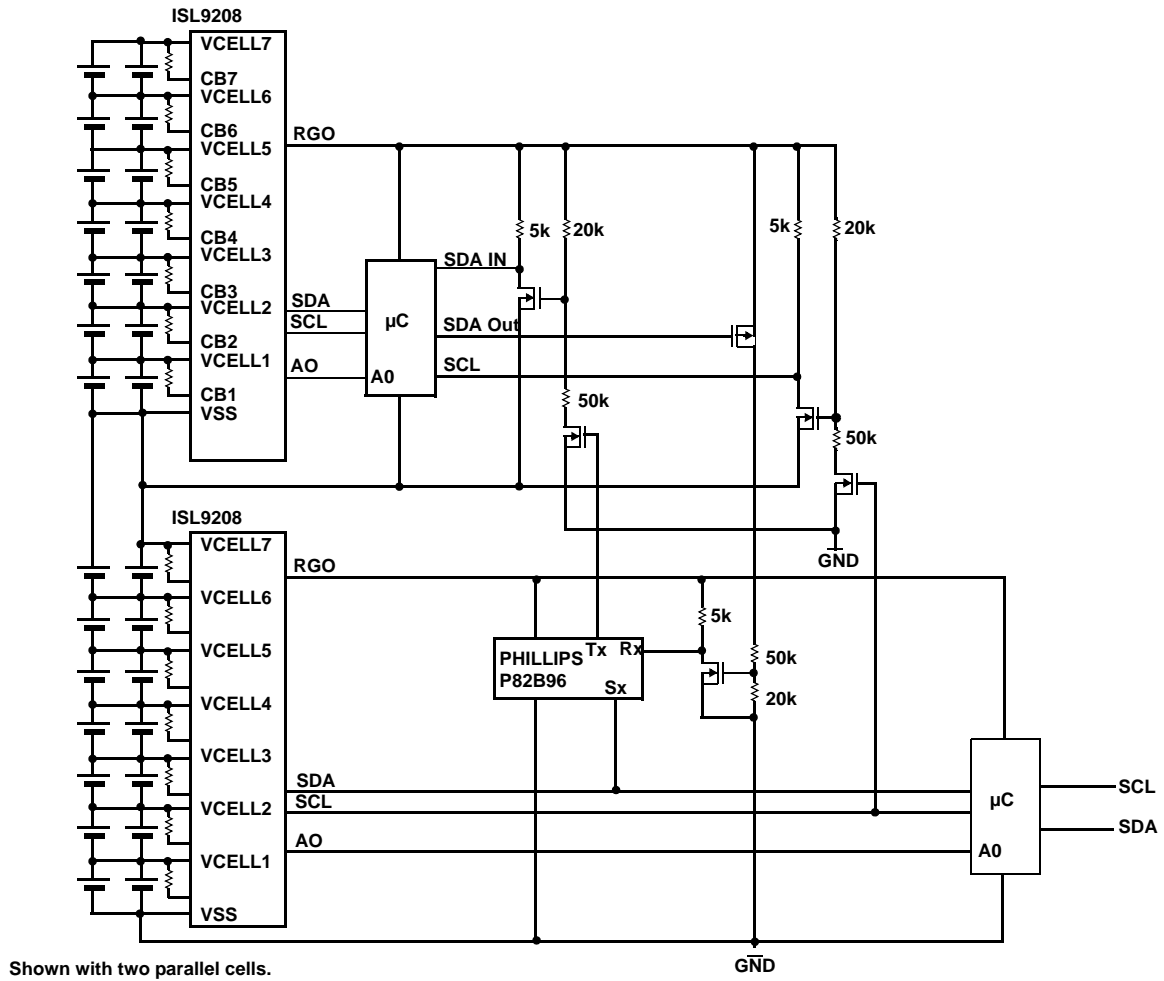 ISL9208
VCELL7
CB7
VCELL6
CB6
VCELL5
CB5
VCELL4
CB4
VCELL3
CB3
VCELL2
CB2
VCELL1
CB1
VSS
RGO
SDA
SCL
AO
µC
A0
SDA IN
SDA Out
SCL
5k
20k
50k
5k
20k
50k
GND
ISL9208
VCELL7
VCELL6
VCELL5
VCELL4
VCELL3
VCELL2
VCELL1
VSS
RGO
SDA
SCL
AO
PHILLIPS
P82B96
Tx
Rx
Sx
5k
50k
20k
µC
A0
SCL
SDA
GND
Shown with two parallel cells.